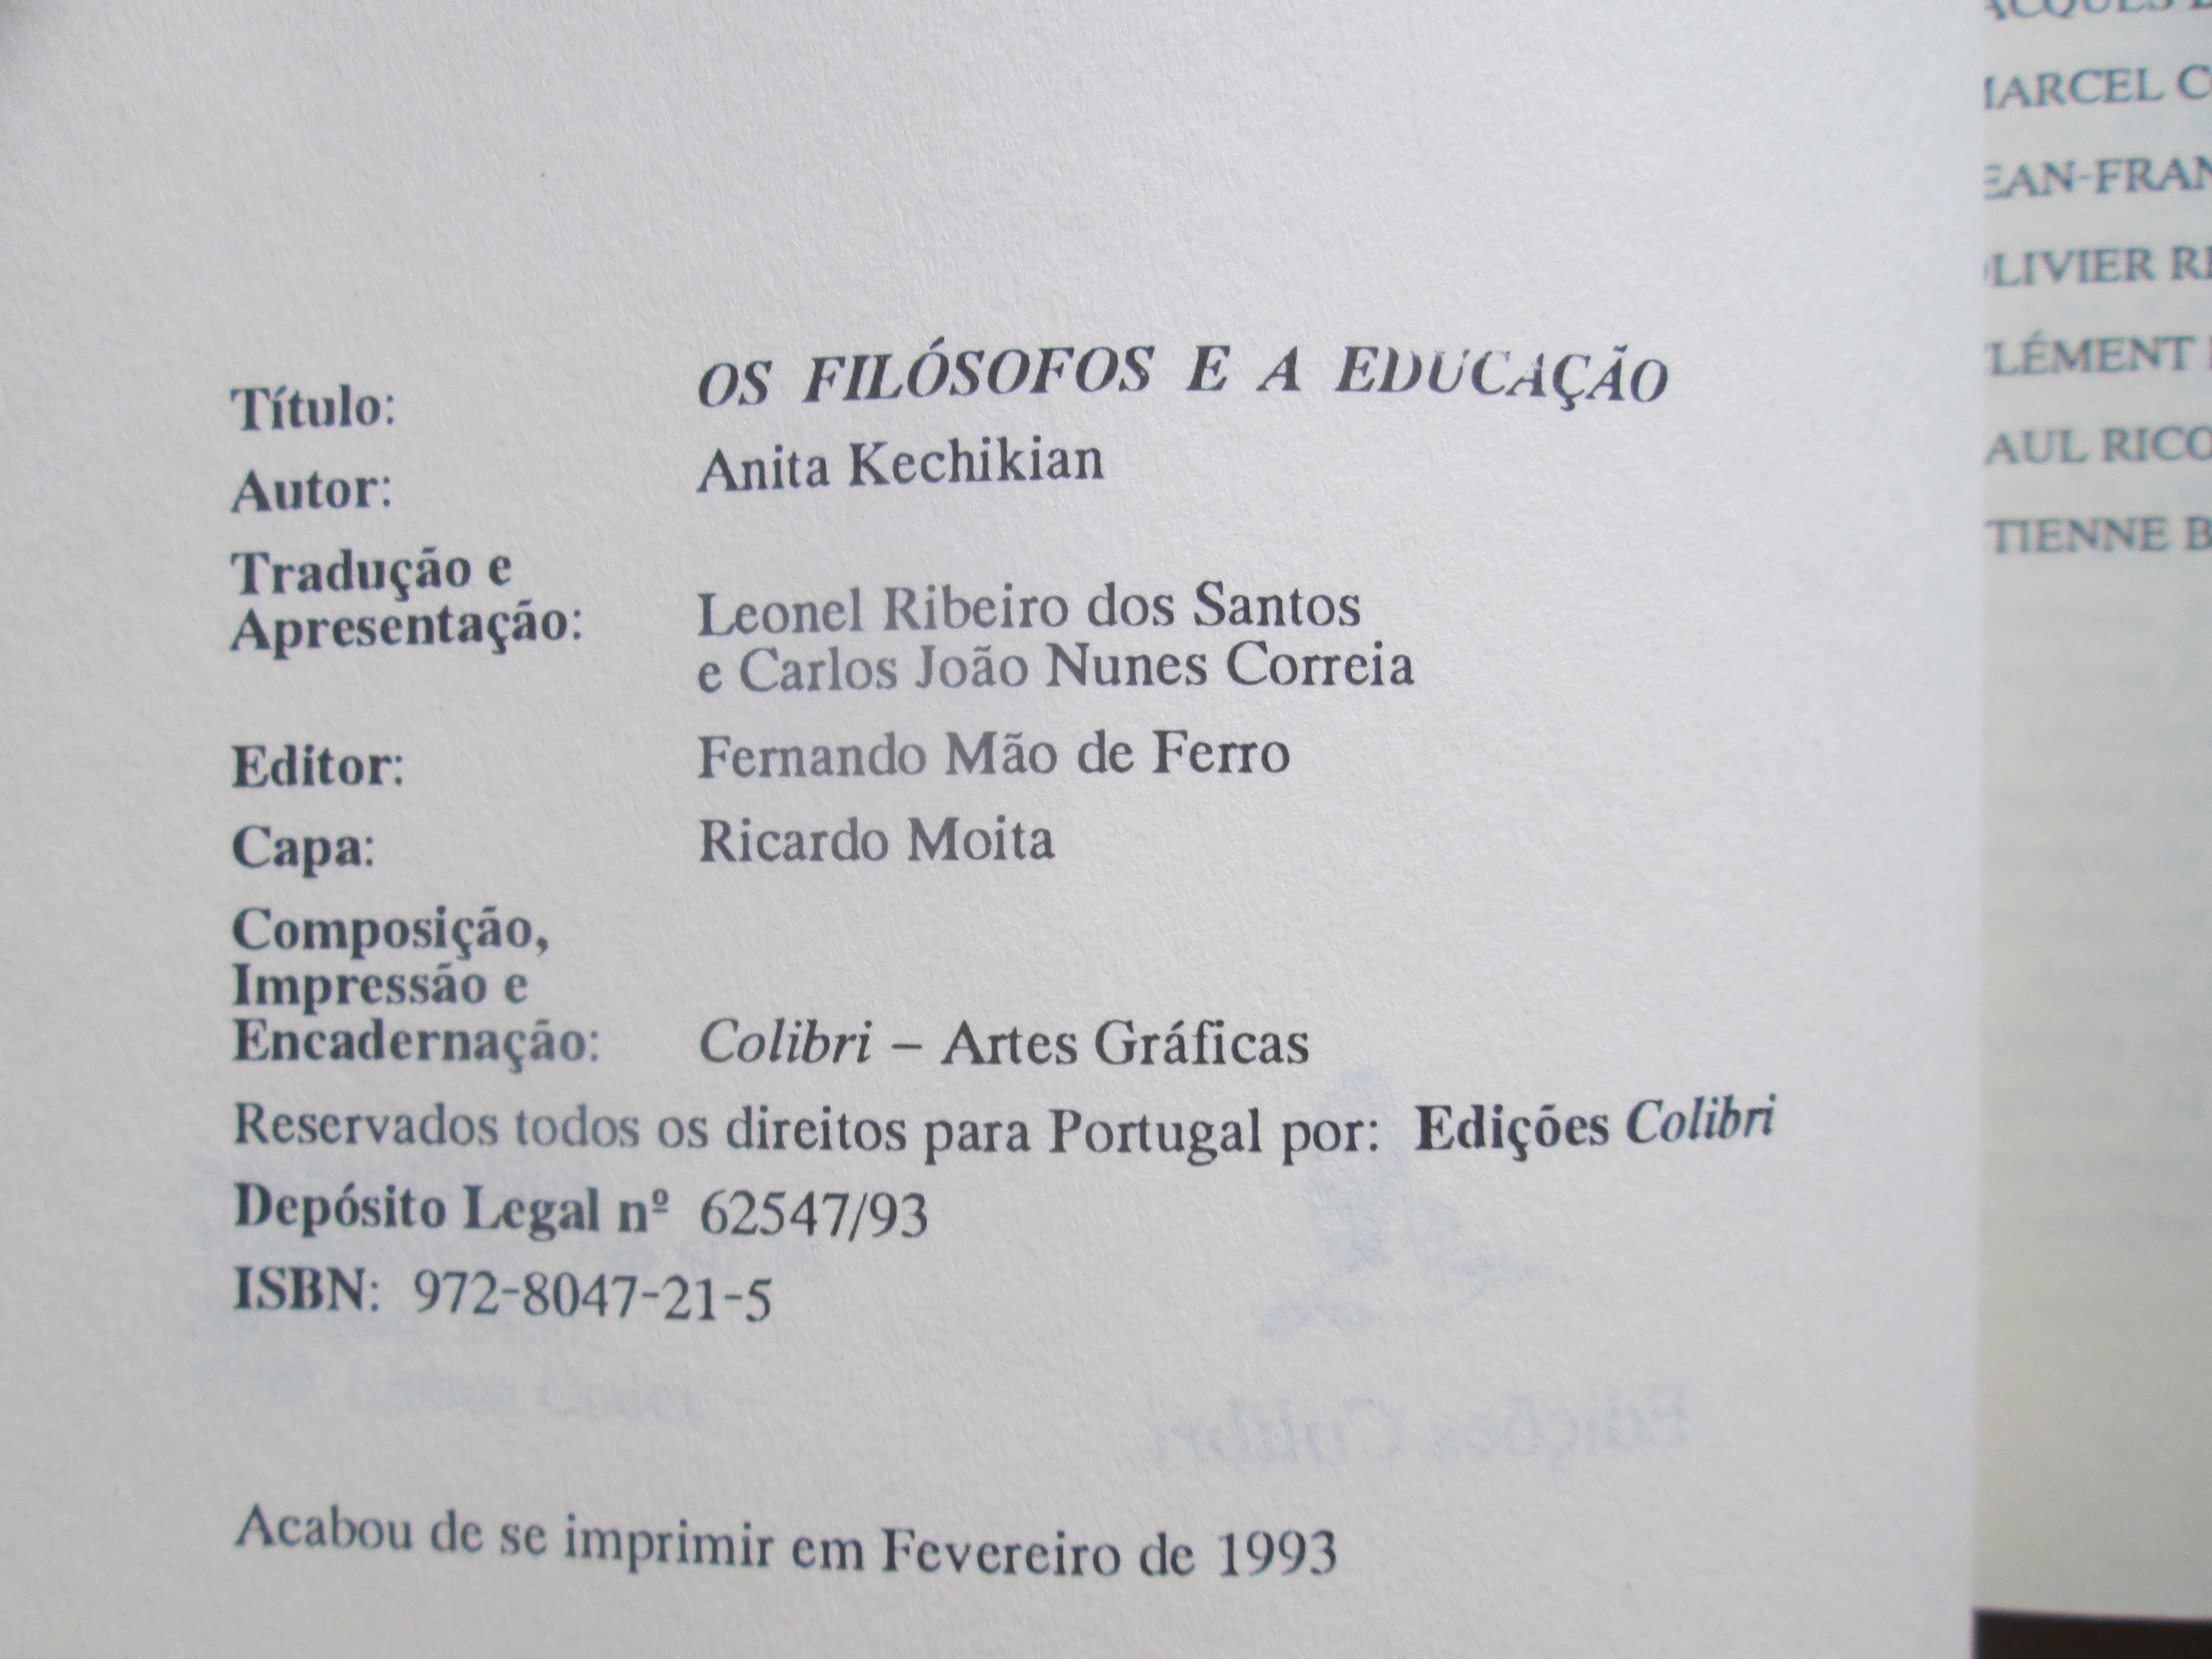 Título: OS FILÓSOFOS E A EDUCAÇÃO
Autor: Anita Kechikian
Tradução e
Apresentação: Leonel Ribeiro dos Santos
e Carlos João Nunes Correia
Editor: Fernando Mão de Ferro
Capa: Ricardo Moita
Composição,
Impressão e
Encadernação: Colibri – Artes Gráficas
Reservados todos os direitos para Portugal por: Edições Colibri
Depósito Legal nº 62547/93
ISBN: 972-8047-21-5
Acabou de se imprimir em Fevereiro de 1993
ACQUES
MARCEL C
EAN-FRAN
LIVIER R
LÉMENT
AUL RICO
TIENNE B